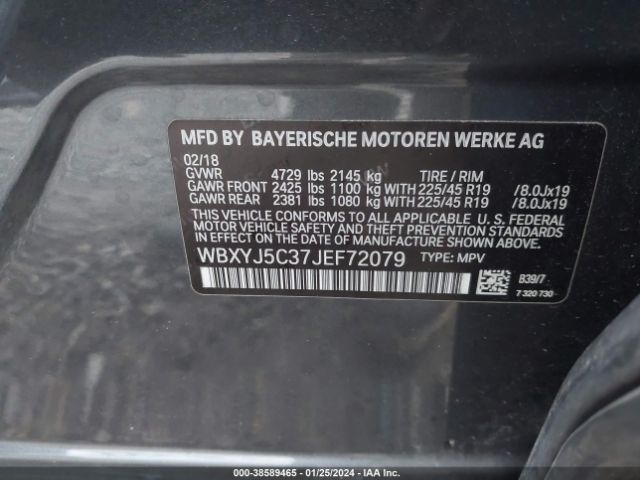 MFD BY BAYERISCHE MOTOREN WERKE AG
02/18
GVWR 4729 lbs 2145 kg TIRE / RIM
GAWR FRONT 2425 lbs 1100 kg WITH 225/45 R19 /8.0Jx19
GAWR REAR 2381 lbs 1080 kg WITH 225/45 R19 /8.0Jx19
THIS VEHICLE CONFORMS TO ALL APPLICABLE U. S. FEDERAL
MOTOR VEHICLE SAFETY AND THEFT PREVENTION STANDARDS
IN EFFECT ON THE DATE OF MANUFACTURE SHOWN ABOVE.
WBXYJ5C37JEF72079 TYPE: MPV
B39/7
7 320 730
000-38589465 - 01/25/2024 - IAA Inc.